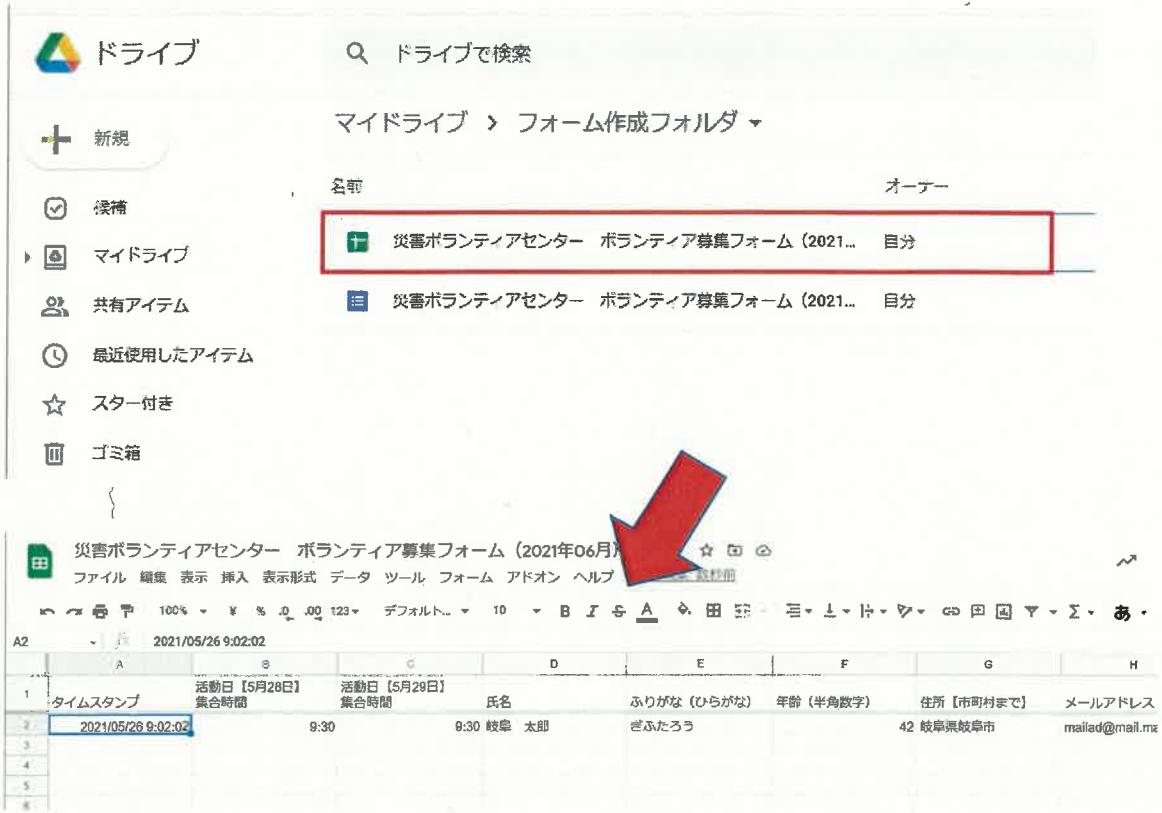 ドライブ
ドライブで検索
マイドライブ > フォーム作成フォルダ
新規
名前 オーナー
候補
災害ボランティアセンター ボランティア募集フォーム（2021... 自分
マイドライブ
災害ボランティアセンター ボランティア募集フォーム（2021... 自分
共有アイテム
最近使用したアイテム
スター付き
ゴミ箱
災害ボランティアセンター ボランティア募集フォーム（2021年06月）
ファイル 編集 表示 挿入 表示形式 データ ツール フォーム アドオン ヘルプ 数秒前
100% ¥ % .0 .00 123 デフォルト... 10 B I S A Σ あ
A2 fx 2021/05/26 9:02:02
A B C D E F G H
1 タイムスタンプ 活動日【5月28日】集合時間 活動日【5月29日】集合時間 氏名 ふりがな（ひらがな） 年齢（半角数字） 住所【市町村まで】 メールアドレス
2 2021/05/26 9:02:02 9:30 9:30 岐阜 太郎 ぎふたろう 42 岐阜県岐阜市 mailad@mail.ma
3
4
5
6